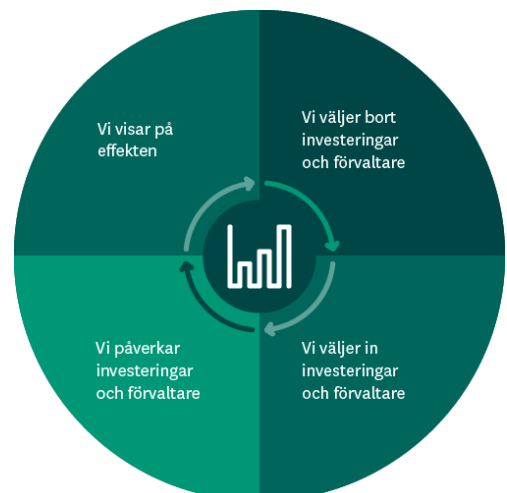 Vi visar på
effekten
Vi väljer bort
investeringar
och förvaltare
Vi påverkar
investeringar
och förvaltare
Vi väljer in
investeringar
och förvaltare